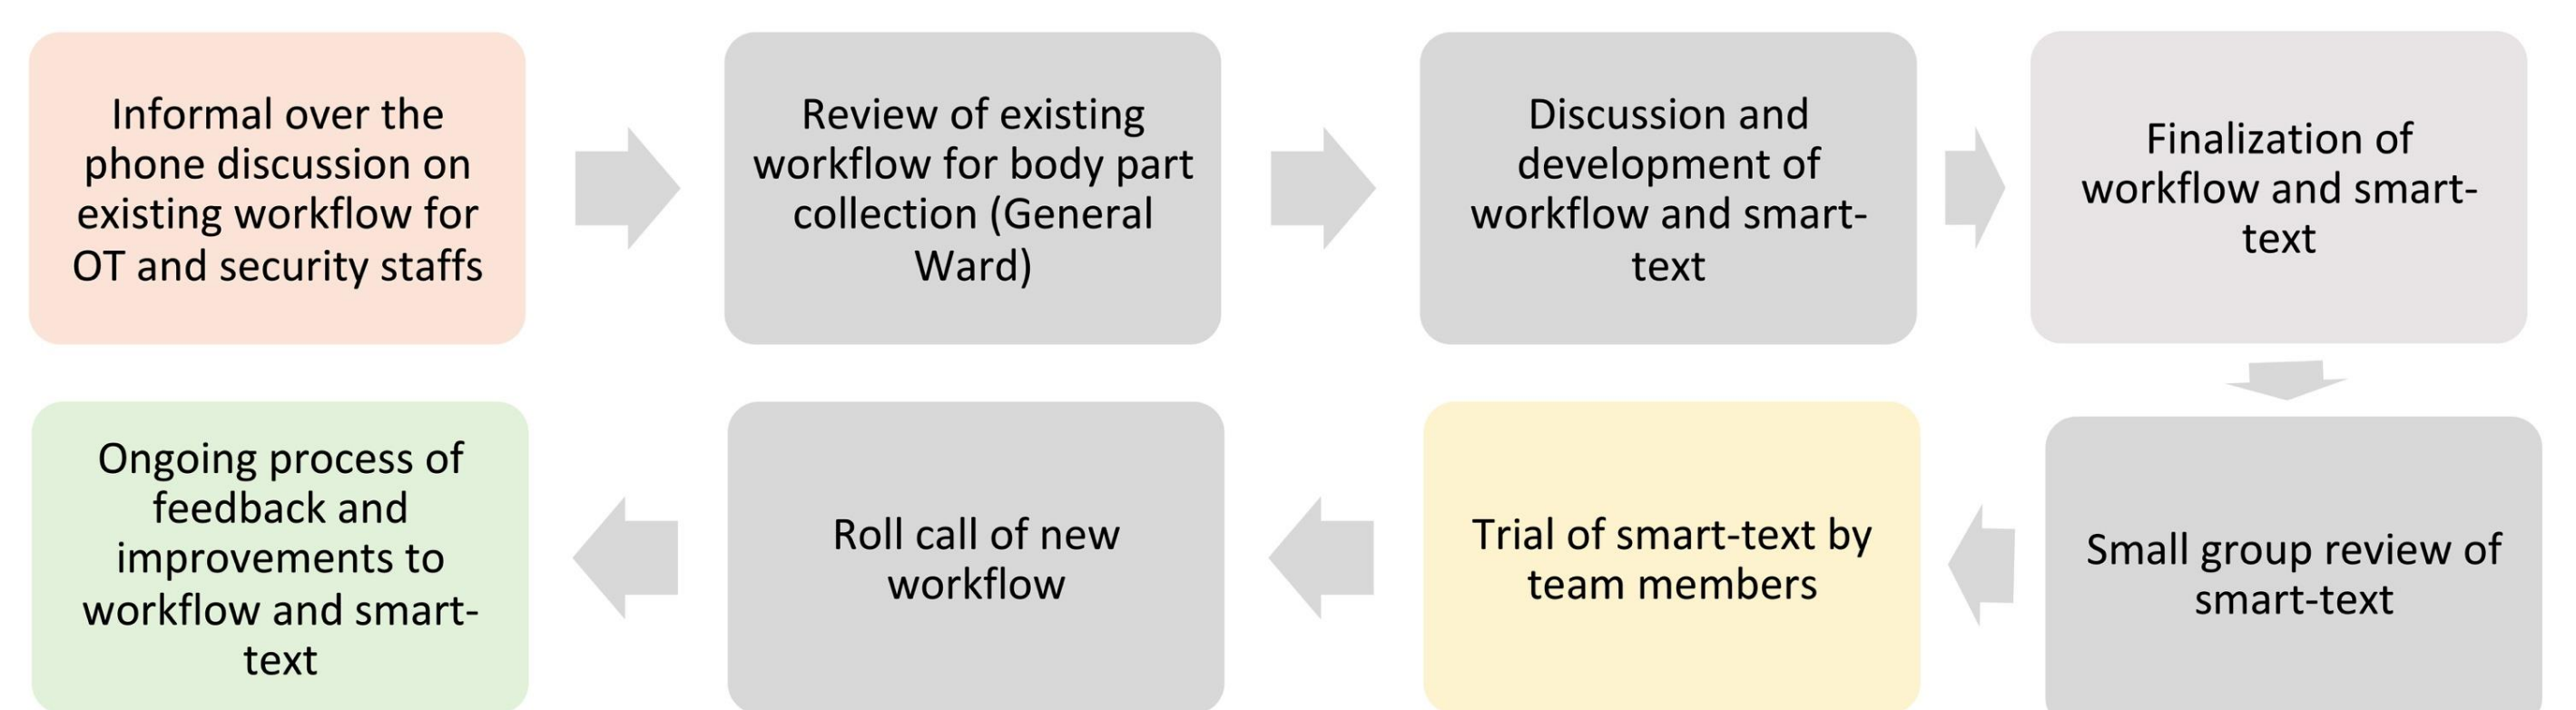 Informal over the
phone discussion on
existing workflow for
OT and security staffs
Review of existing
workflow for body part
collection (General
Ward)
Discussion and
development of
workflow and smart-
text
Finalization of
workflow and smart-
text
Small group review of
smart-text
Trial of smart-text by
team members
Roll call of new
workflow
Ongoing process of
feedback and
improvements to
workflow and smart-
text